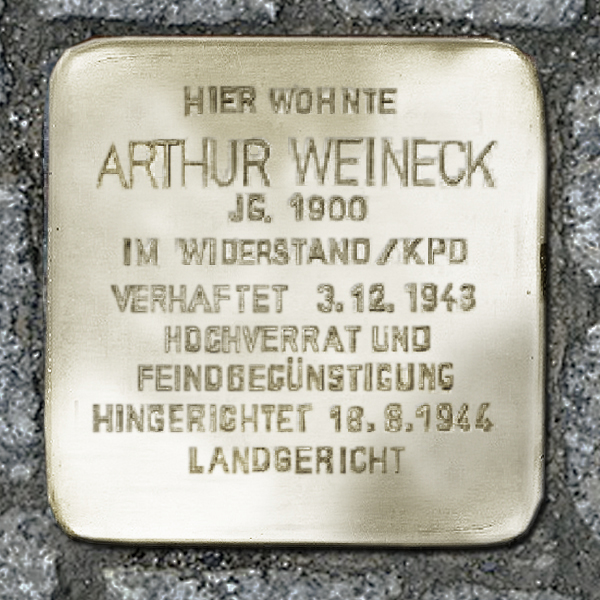 HIER WOHNTE
ARTHUR WEINECK
JG. 1900
IM WIDERSTAND/KPD
VERHAFTET 3.12.1943
HOCHVERRAT UND
FEINDBEGÜNSTIGUNG
HINGERICHTET 18.8.1944
LANDGERICHT